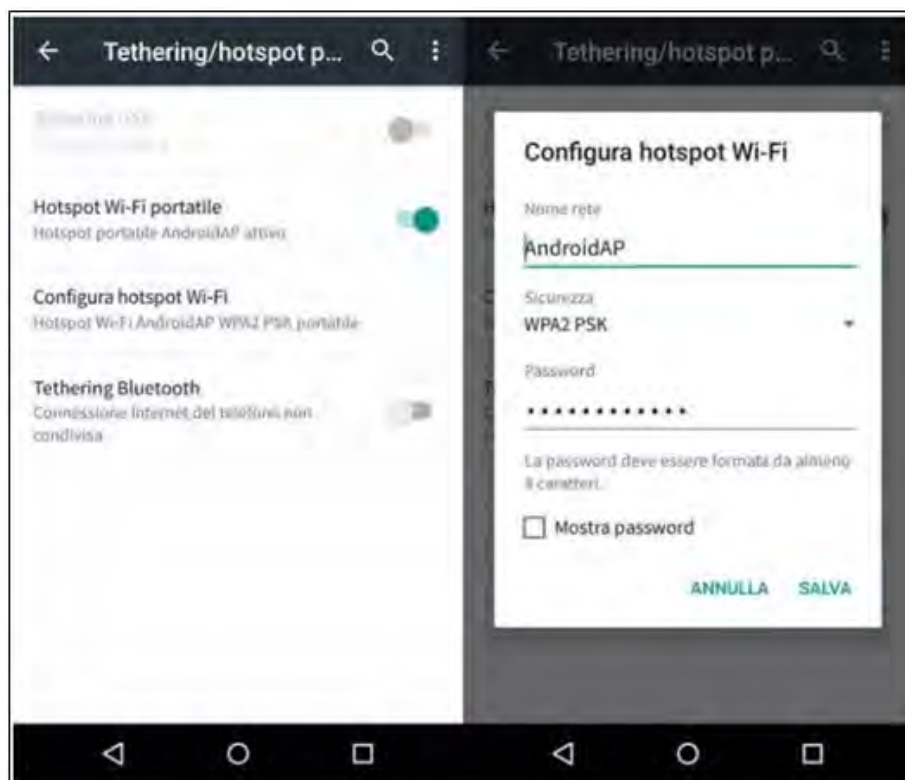 Tethering/hotspot p...
Hotspot Wi-Fi portatile
Hotspot portatile AndroidAP attivo
Configura hotspot Wi-Fi
Hotspot Wi-Fi AndroidAP WPA2 PSK portatile
Tethering Bluetooth
Connessione Internet del telefono non
condivisa
Tethering/hotspot p...
Configura hotspot Wi-Fi
Nome rete
AndroidAP
Sicurezza
WPA2 PSK
Password
••••••••••••
La password deve essere formata da almeno
8 caratteri.
Mostra password
ANNULLA SALVA